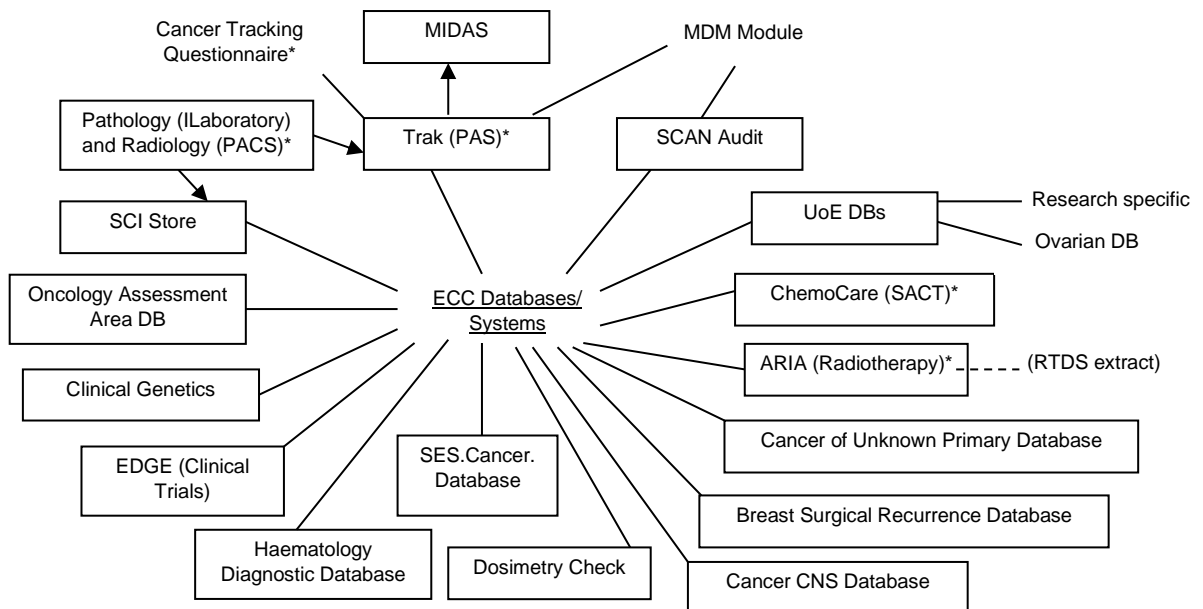 Cancer Tracking
Questionnaire*
MIDAS
MDM Module
Pathology (ILaboratory)
and Radiology (PACS)*
Trak (PAS)*
SCAN Audit
SCI Store
UoE DBs
Research specific
Ovarian DB
Oncology Assessment
Area DB
ECC Databases/
Systems
ChemoCare (SACT)*
ARIA (Radiotherapy)*
(RTDS extract)
Clinical Genetics
Cancer of Unknown Primary Database
EDGE (Clinical
Trials)
SES.Cancer.
Database
Breast Surgical Recurrence Database
Haematology
Diagnostic Database
Dosimetry Check
Cancer CNS Database